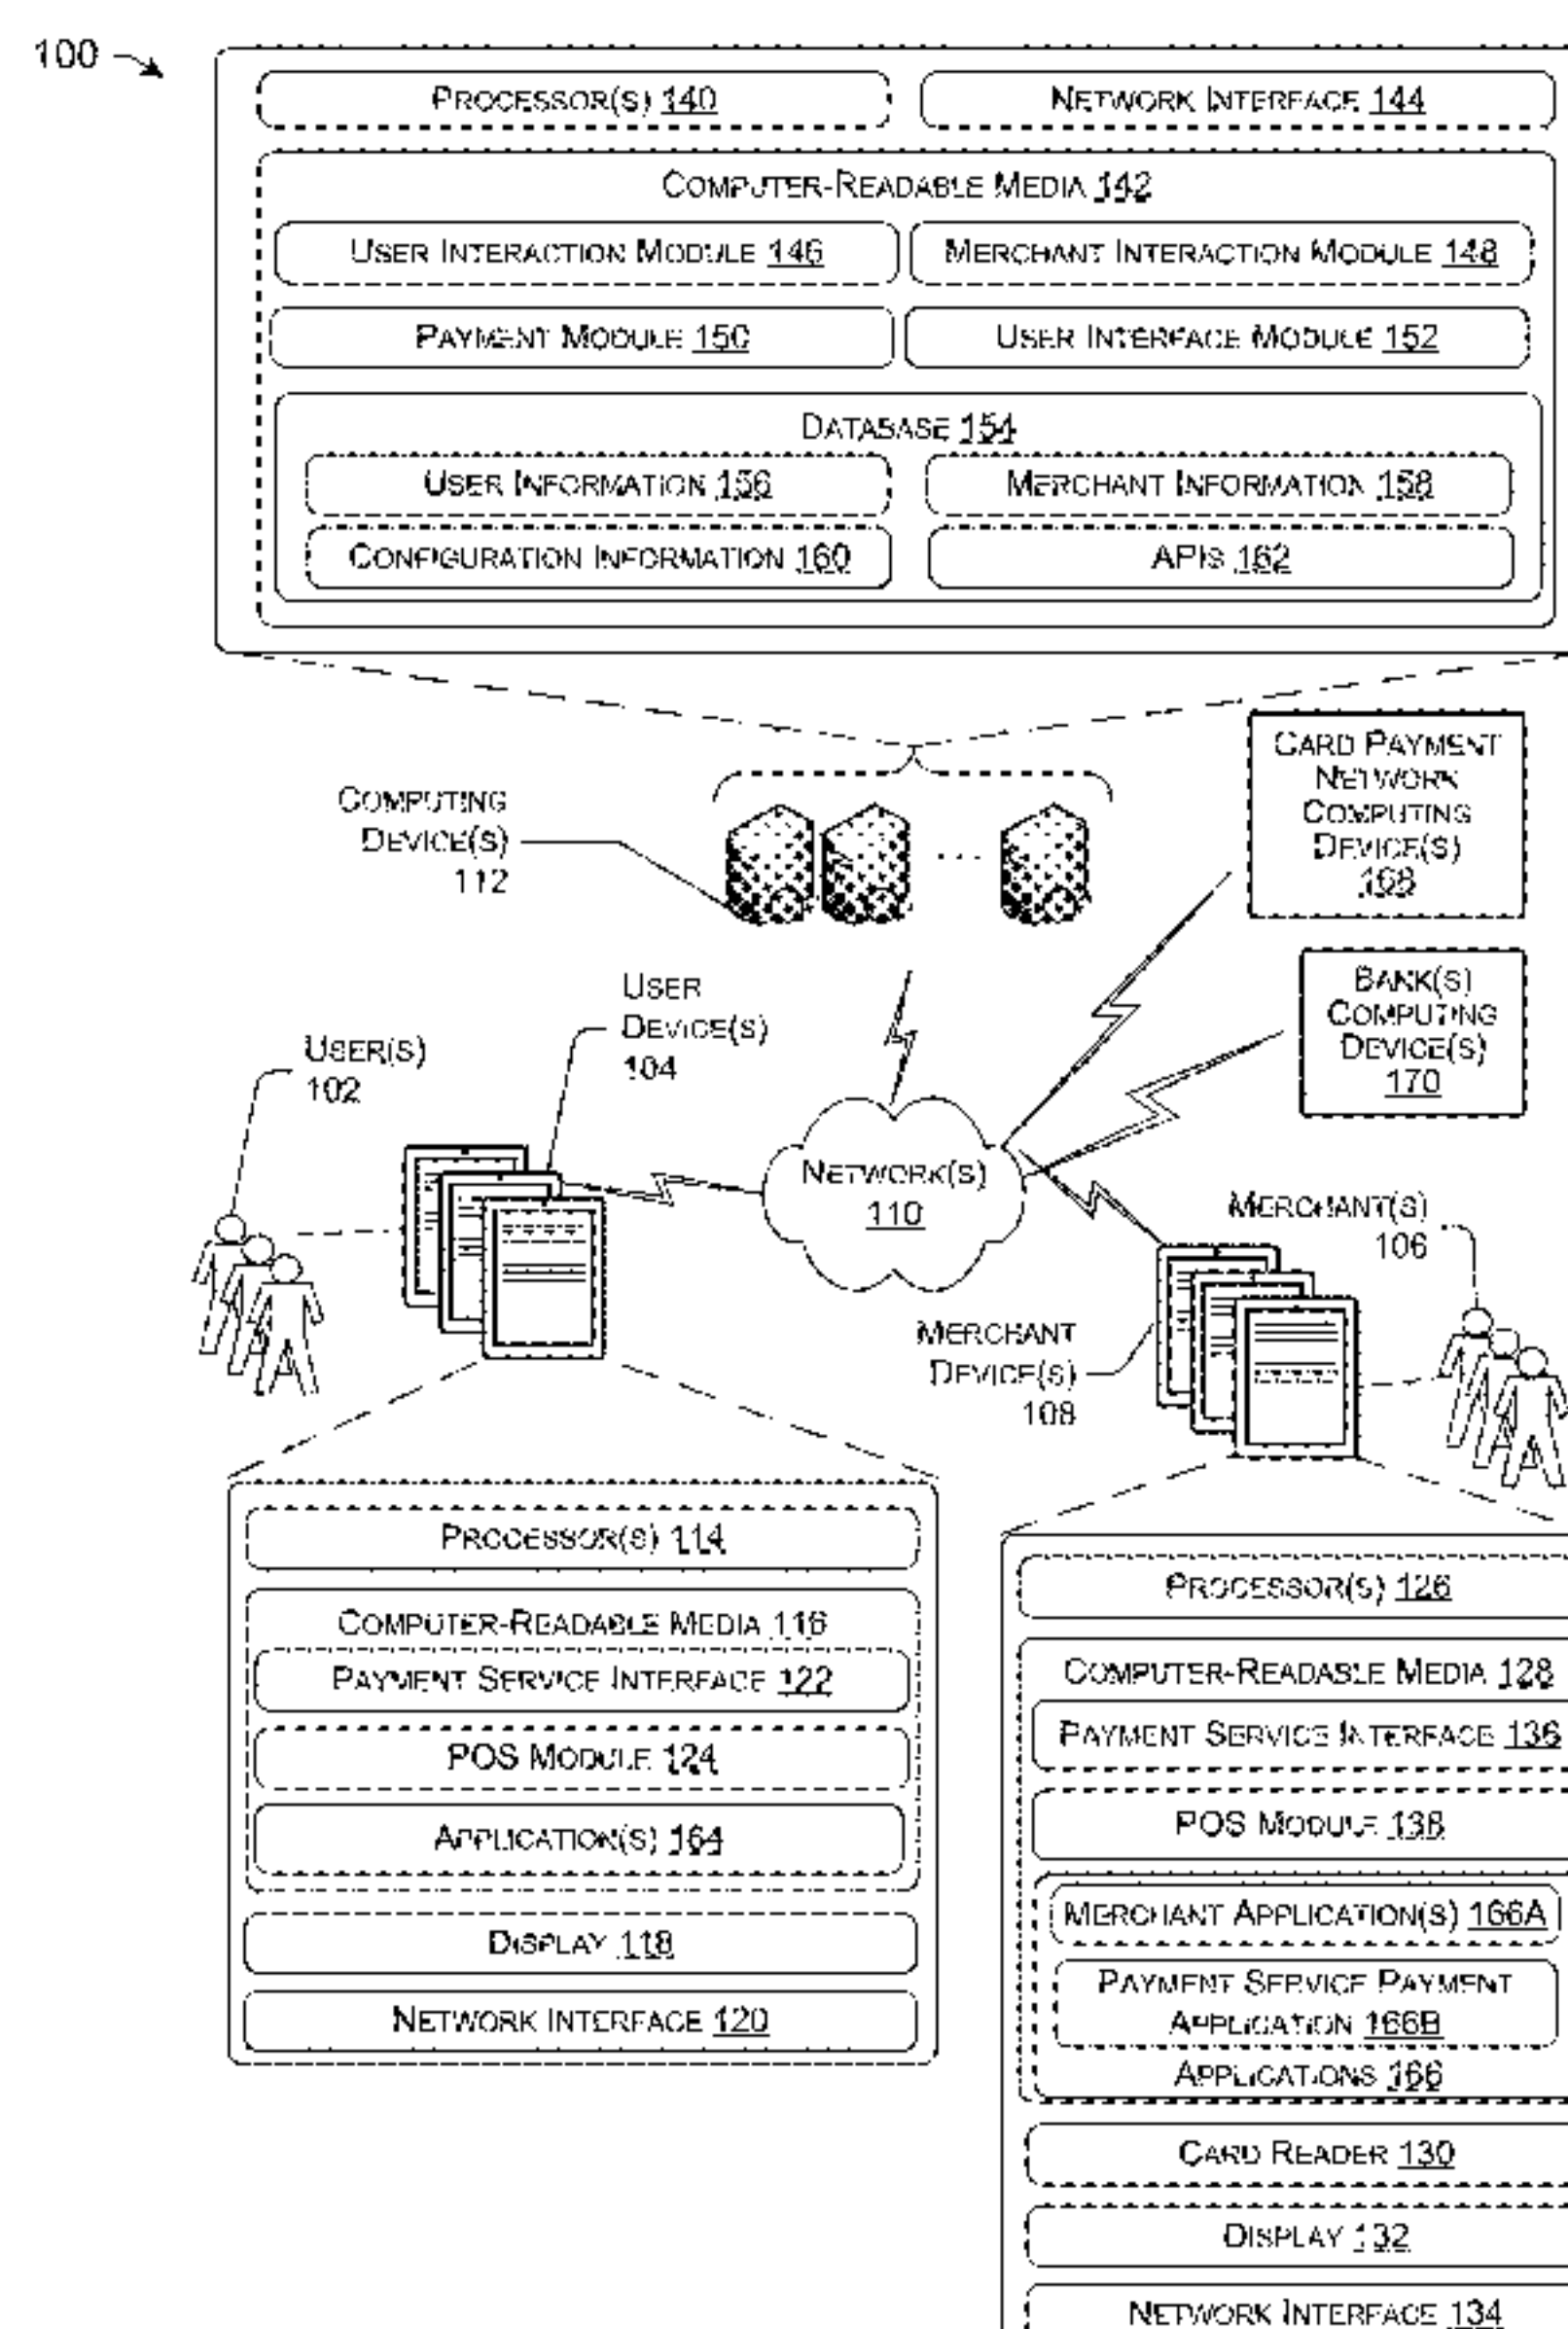 100
PROCESSOR(S) 140
NETWORK INTERFACE 144
COMPUTER-READABLE MEDIA 142
USER INTERACTION MODULE 146
MERCHANT INTERACTION MODULE 148
PAYMENT MODULE 150
USER INTERFACE MODULE 152
DATABASE 154
USER INFORMATION 156
MERCHANT INFORMATION 158
CONFIGURATION INFORMATION 160
APIS 162
COMPUTING
DEVICE(S)
112
CARD PAYMENT
NETWORK
COMPUTING
DEVICE(S)
168
BANK(S)
COMPUTING
DEVICE(S)
170
USER
DEVICE(S)
104
USER(S)
102
NETWORK(S)
110
MERCHANT(S)
106
MERCHANT
DEVICE(S)
108
PROCESSOR(S) 114
COMPUTER-READABLE MEDIA 116
PAYMENT SERVICE INTERFACE 122
POS MODULE 124
APPLICATION(S) 164
DISPLAY 118
NETWORK INTERFACE 120
PROCESSOR(S) 126
COMPUTER-READABLE MEDIA 128
PAYMENT SERVICE INTERFACE 136
POS MODULE 138
MERCHANT APPLICATION(S) 166A
PAYMENT SERVICE PAYMENT
APPLICATION 166B
APPLICATIONS 166
CARD READER 130
DISPLAY 132
NETWORK INTERFACE 134